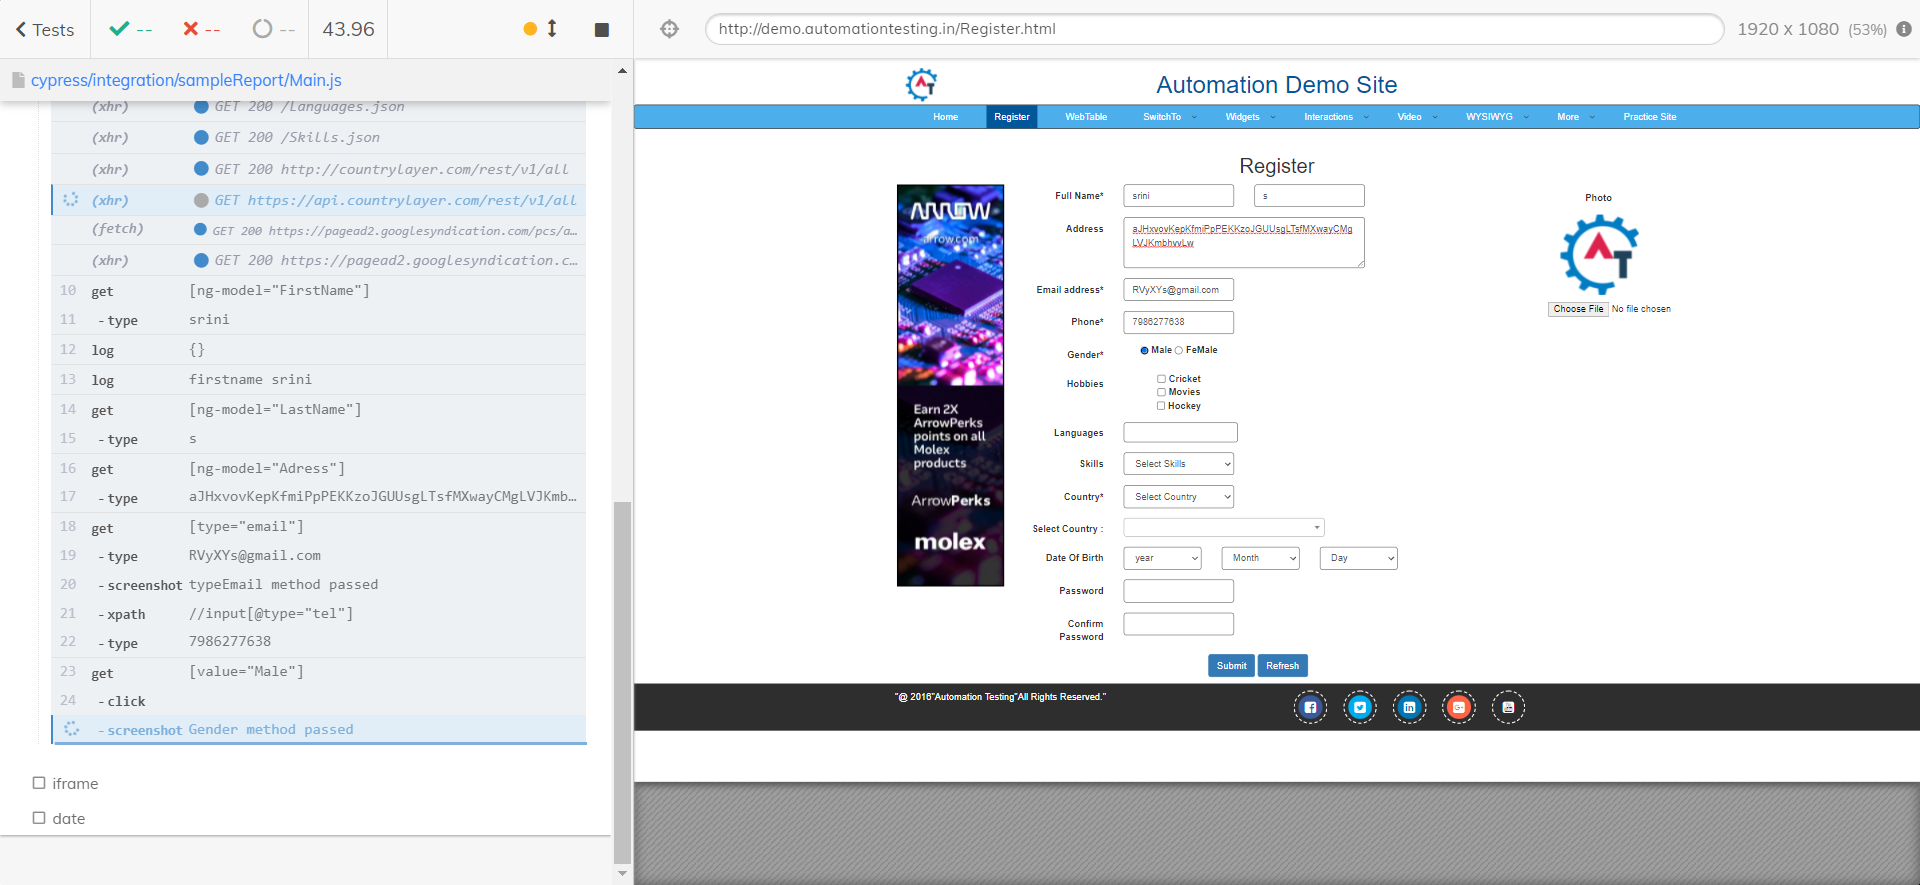 Tests
--
--
--
43.96
http://demo.automationtesting.in/Register.html
1920 x 1080 (53%)
cypress/integration/sampleReport/Main.js
(xhr) GET 200 /Languages.json
(xhr) GET 200 /Skills.json
(xhr) GET 200 http://countrylayer.com/rest/v1/all
(xhr) GET https://api.countrylayer.com/rest/v1/all
(fetch) GET 200 https://pagead2.googlesyndication.com/pcs/a…
(xhr) GET 200 https://pagead2.googlesyndication.c…
10 get [ng-model="FirstName"]
11 -type srini
12 log {}
13 log firstname srini
14 get [ng-model="LastName"]
15 -type s
16 get [ng-model="Adress"]
17 -type aJHxvovKepKfmiPpPEKKzoJGUUsgLTsfMXwayCMgLVJKmb…
18 get [type="email"]
19 -type RVyXYs@gmail.com
20 -screenshot typeEmail method passed
21 -xpath //input[@type="tel"]
22 -type 7986277638
23 get [value="Male"]
24 -click
-screenshot Gender method passed
iframe
date
Automation Demo Site
Home Register WebTable SwitchTo Widgets Interactions Video WYSIWYG More Practice Site
Register
ARROW
arrow.com
Earn 2X
ArrowPerks
points on all
Molex
products
ArrowPerks
molex
Full Name* srini s
Address aJHxvovKepKfmiPpPEKKzoJGUUsgLTsfMXwayCMg
LVJKmbhvvLw
Email address* RVyXYs@gmail.com
Phone* 7986277638
Gender* Male FeMale
Hobbies Cricket
Movies
Hockey
Languages
Skills Select Skills
Country* Select Country
Select Country :
Date Of Birth year Month Day
Password
Confirm
Password
Submit Refresh
Photo
AT
Choose File No file chosen
"@ 2016"Automation Testing"All Rights Reserved."